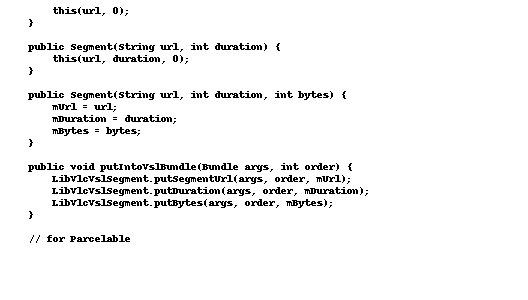 this(url, 0);
}
public Segment(String url, int duration) {
this(url, duration, 0);
}
public Segment(String url, int duration, int bytes) {
mUrl = url;
mDuration = duration;
mBytes = bytes;
}
public void putIntoVslBundle(Bundle args, int order) {
LibVlcVslSegment.putSegmentUrl(args, order, mUrl);
LibVlcVslSegment.putDuration(args, order, mDuration);
LibVlcVslSegment.putBytes(args, order, mBytes);
}
// for Parcelable